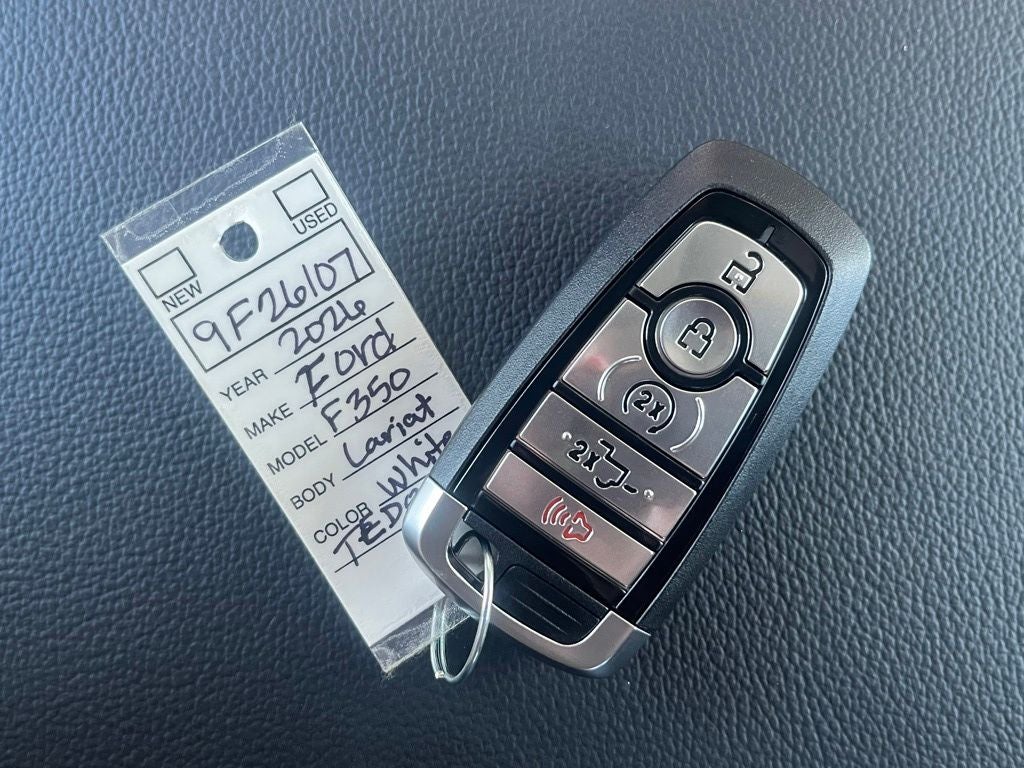 NEW USED
9F26107
YEAR 2026
MAKE Ford
MODEL F350
BODY Lariat
COLOR White
2x
2x